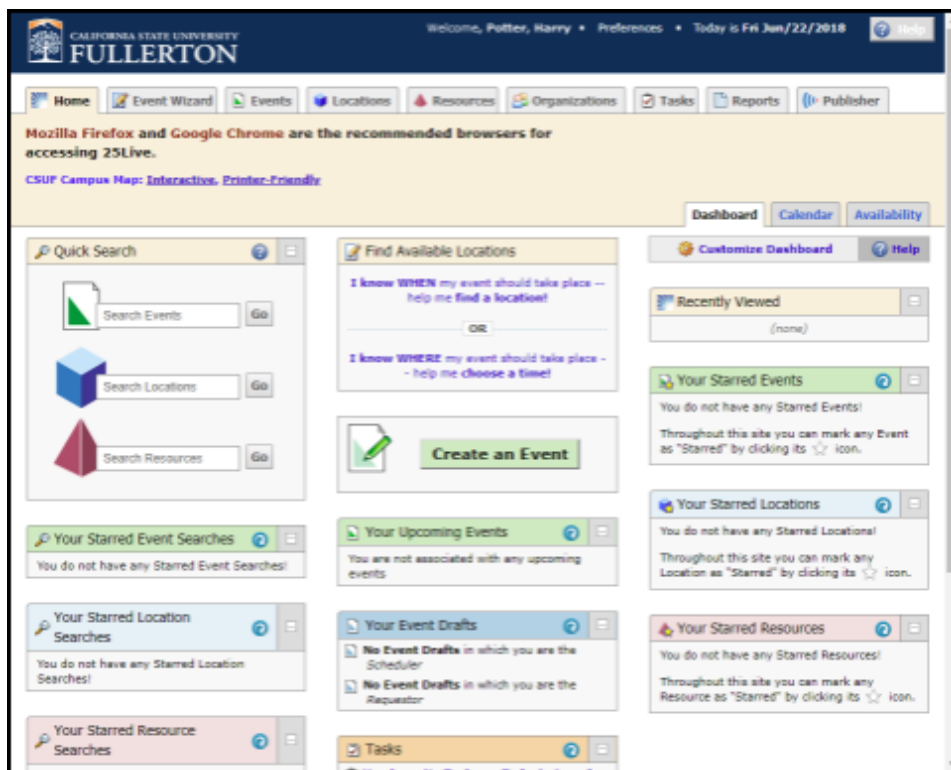 CALIFORNIA STATE UNIVERSITY
FULLERTON
Welcome, Potter, Harry • Preferences • Today is Fri Jun/22/2018
Help
Home
Event Wizard
Events
Locations
Resources
Organizations
Tasks
Reports
Publisher
Mozilla Firefox and Google Chrome are the recommended browsers for
accessing 25Live.
CSUF Campus Map: Interactive, Printer-Friendly
Dashboard
Calendar
Availability
Quick Search
Search Events
Go
Search Locations
Go
Search Resources
Go
Your Starred Event Searches
You do not have any Starred Event Searches!
Your Starred Location
Searches
You do not have any Starred Location
Searches!
Your Starred Resource
Searches
Find Available Locations
I know WHEN my event should take place --
help me find a location!
OR
I know WHERE my event should take place -
- help me choose a time!
Create an Event
Your Upcoming Events
You are not associated with any upcoming
events
Your Event Drafts
No Event Drafts in which you are the
Scheduler
No Event Drafts in which you are the
Requestor
Tasks
Customize Dashboard
Help
Recently Viewed
(none)
Your Starred Events
You do not have any Starred Events!
Throughout this site you can mark any Event
as "Starred" by clicking its ☆ icon.
Your Starred Locations
You do not have any Starred Locations!
Throughout this site you can mark any
Location as "Starred" by clicking its ☆ icon.
Your Starred Resources
You do not have any Starred Resources!
Throughout this site you can mark any
Resource as "Starred" by clicking its ☆ icon.